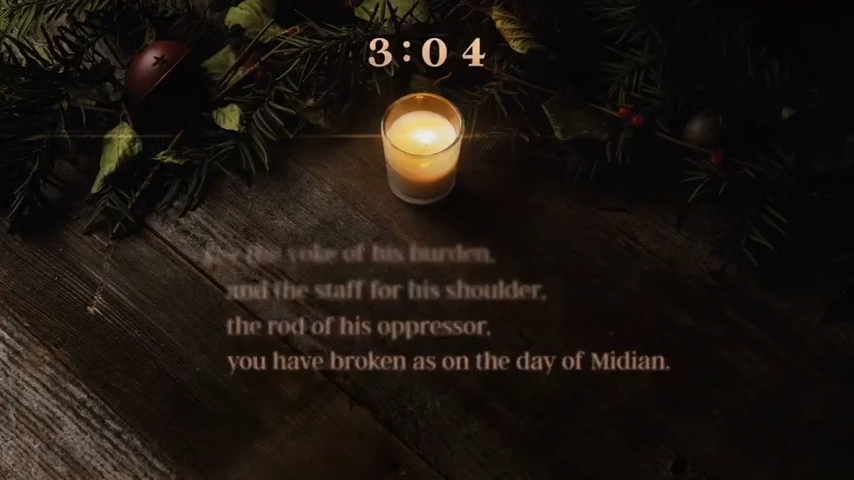 3:04
For the yoke of his burden,
and the staff for his shoulder,
the rod of his oppressor,
you have broken as on the day of Midian.